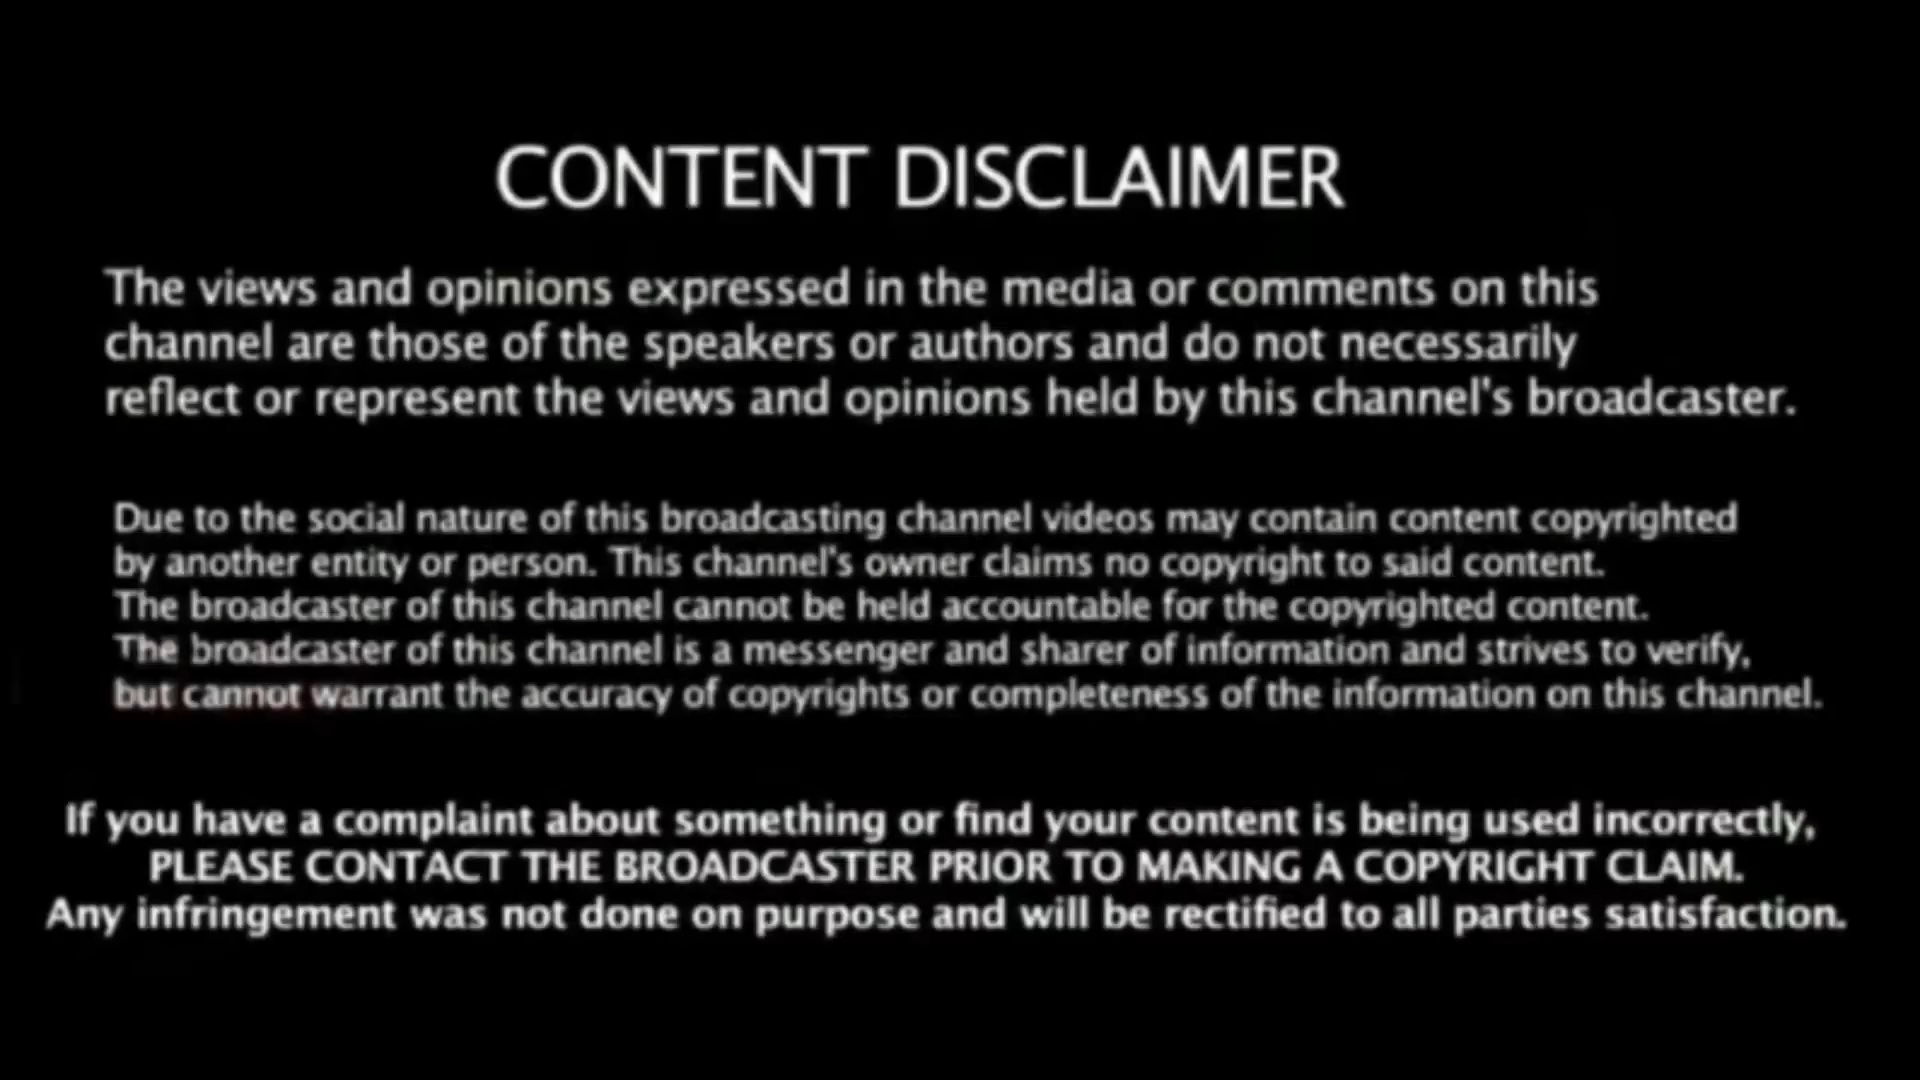 CONTENT DISCLAIMER
The views and opinions expressed in the media or comments on this
channel are those of the speakers or authors and do not necessarily
reflect or represent the views and opinions held by this channel's broadcaster.
Due to the social nature of this broadcasting channel videos may contain content copyrighted
by another entity or person. This channel's owner claims no copyright to said content.
The broadcaster of this channel cannot be held accountable for the copyrighted content.
The broadcaster of this channel is a messenger and sharer of information and strives to verify,
but cannot warrant the accuracy of copyrights or completeness of the information on this channel.
If you have a complaint about something or find your content is being used incorrectly,
PLEASE CONTACT THE BROADCASTER PRIOR TO MAKING A COPYRIGHT CLAIM.
Any infringement was not done on purpose and will be rectified to all parties satisfaction.